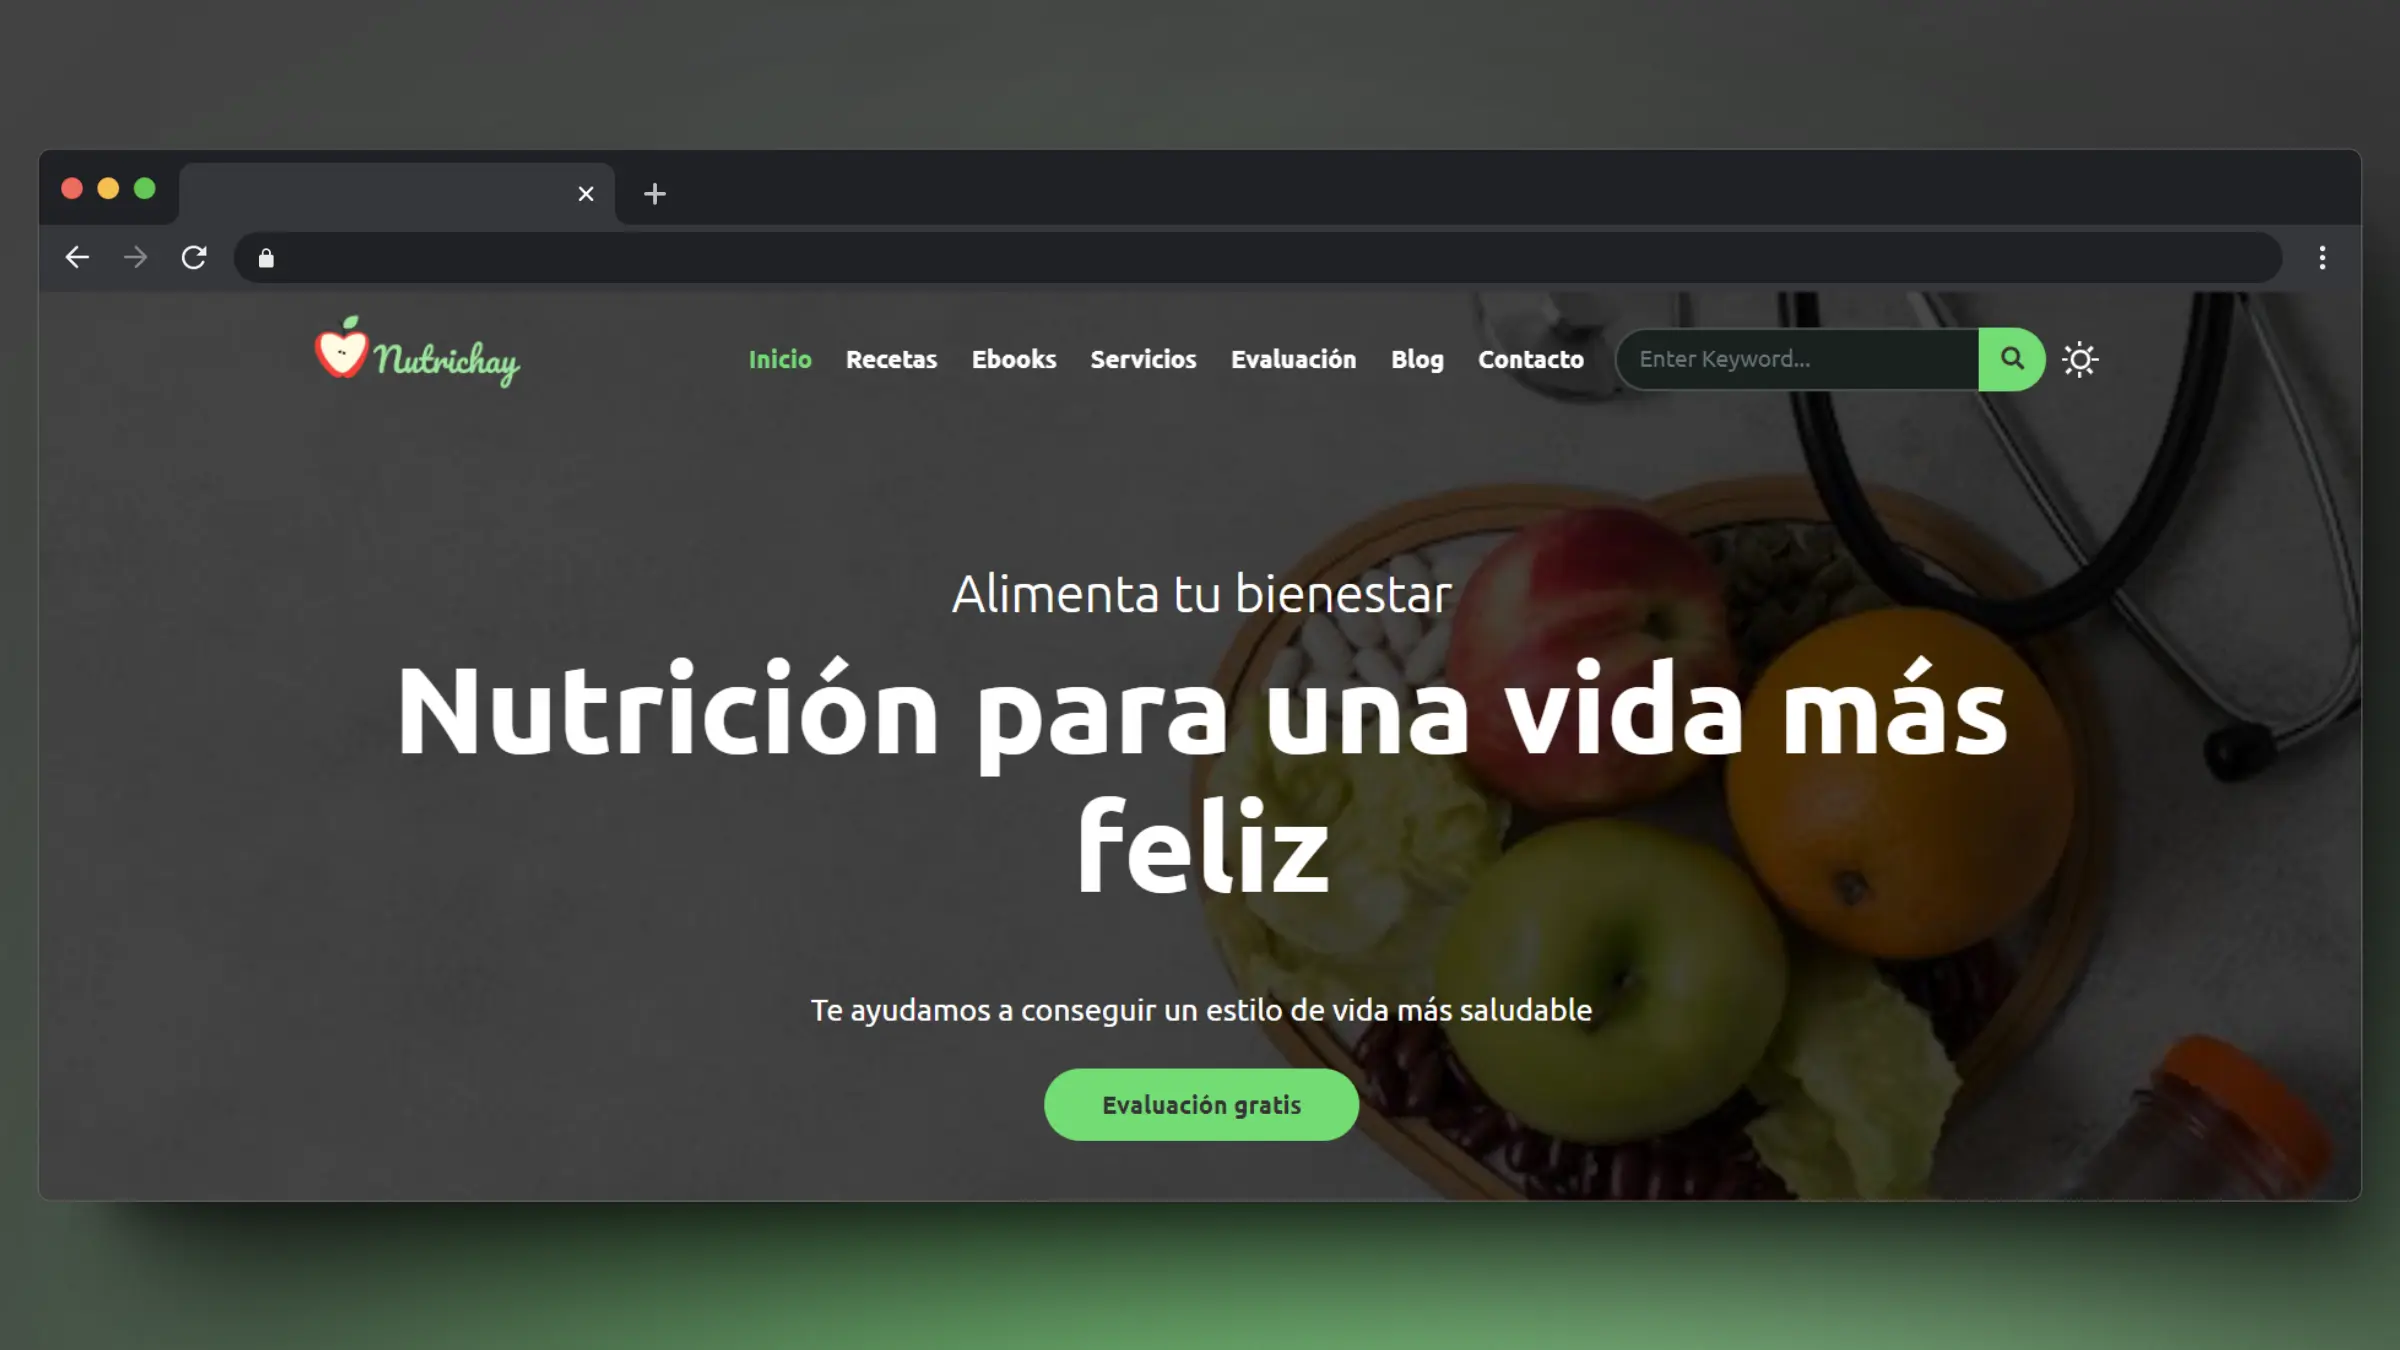 Nutrichay
Inicio Recetas Ebooks Servicios Evaluación Blog Contacto Enter Keyword...
Alimenta tu bienestar
Nutrición para una vida más
feliz
Te ayudamos a conseguir un estilo de vida más saludable
Evaluación gratis